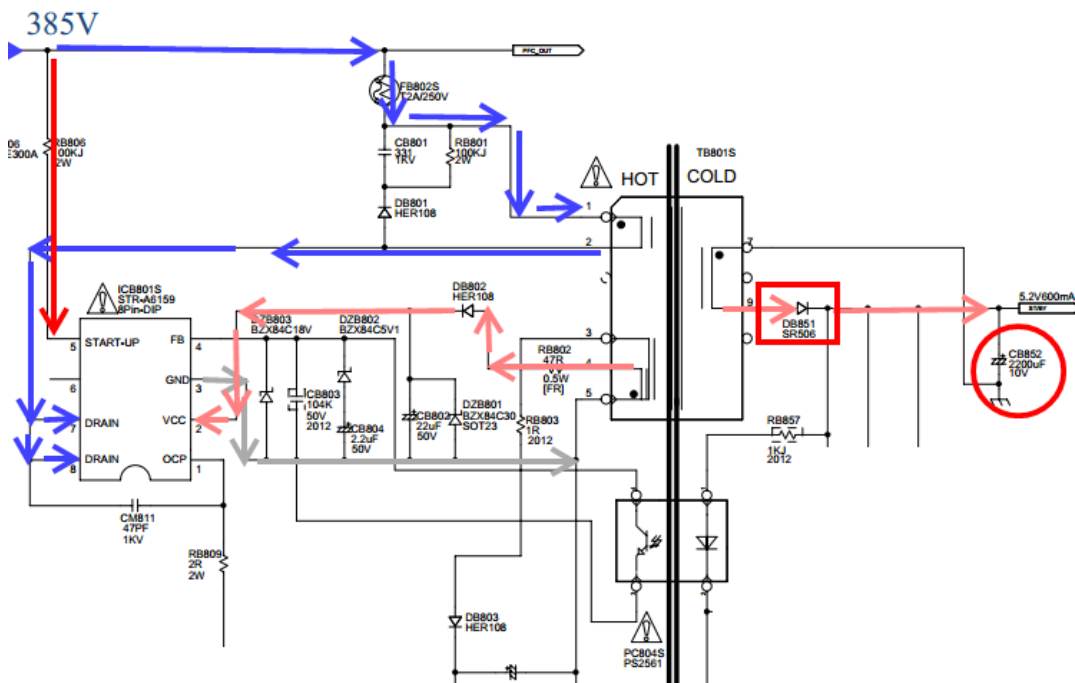 385V
PFC_OUT
FB802S
T2A/250V
06
E300A
RB806
100KJ
2W
CB801
331
1KV
RB801
100KJ
2W
DB801
HER108
TB801S
HOT
COLD
1
2
3
4
5
7
9
ICB801S
STR-A6159
8Pin-DIP
START-UP
FB
GND
VCC
DRAIN
DRAIN
OCP
5
6
7
8
4
3
2
1
DZB803
BZX84C18V
DZB802
BZX84C5V1
DB802
HER108
RB802
47R
0.5W
[FR]
CB803
104K
50V
2012
CB804
2.2uF
50V
CB802
22uF
50V
DZB801
BZX84C30
SOT23
RB803
1R
2012
DB851
SR506
5.2V600mA
STBY
CB852
2200uF
10V
RB857
1KJ
2012
CM811
47PF
1KV
RB809
2R
2W
DB803
HER108
PC804S
PS2561